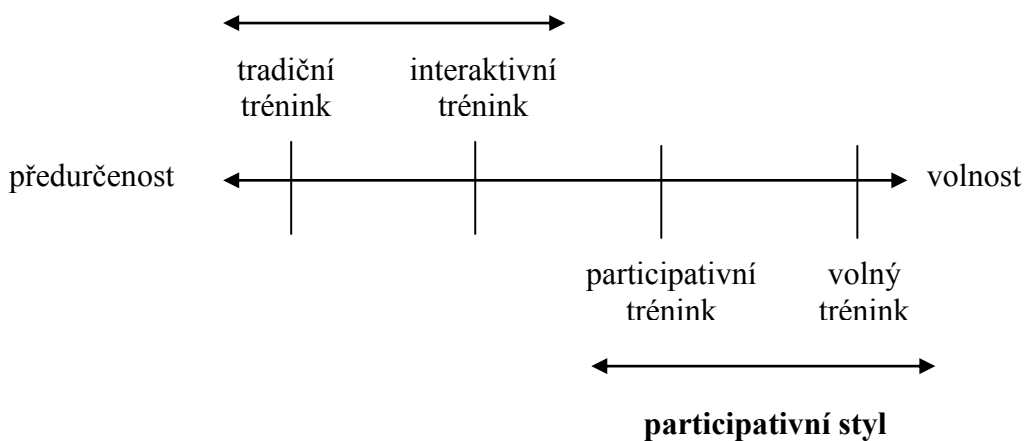 tradiční
trénink
interaktivní
trénink
předurčenost
volnost
participativní
trénink
volný
trénink
participativní styl